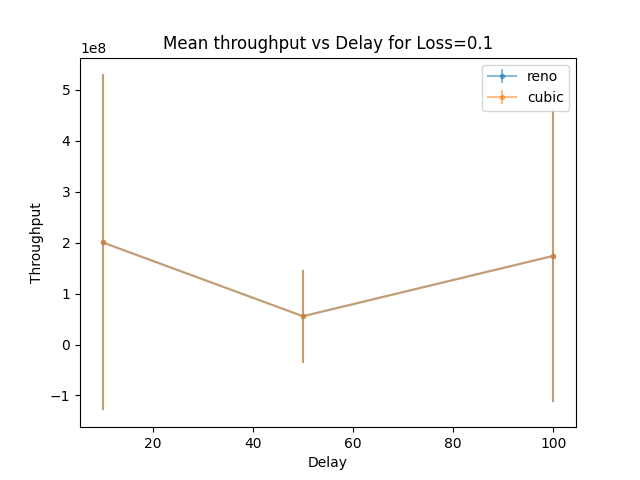 Mean throughput vs Delay for Loss=0.1
1e8
reno
cubic
5
4
3
2
1
0
−1
Throughput
20 40 60 80 100
Delay